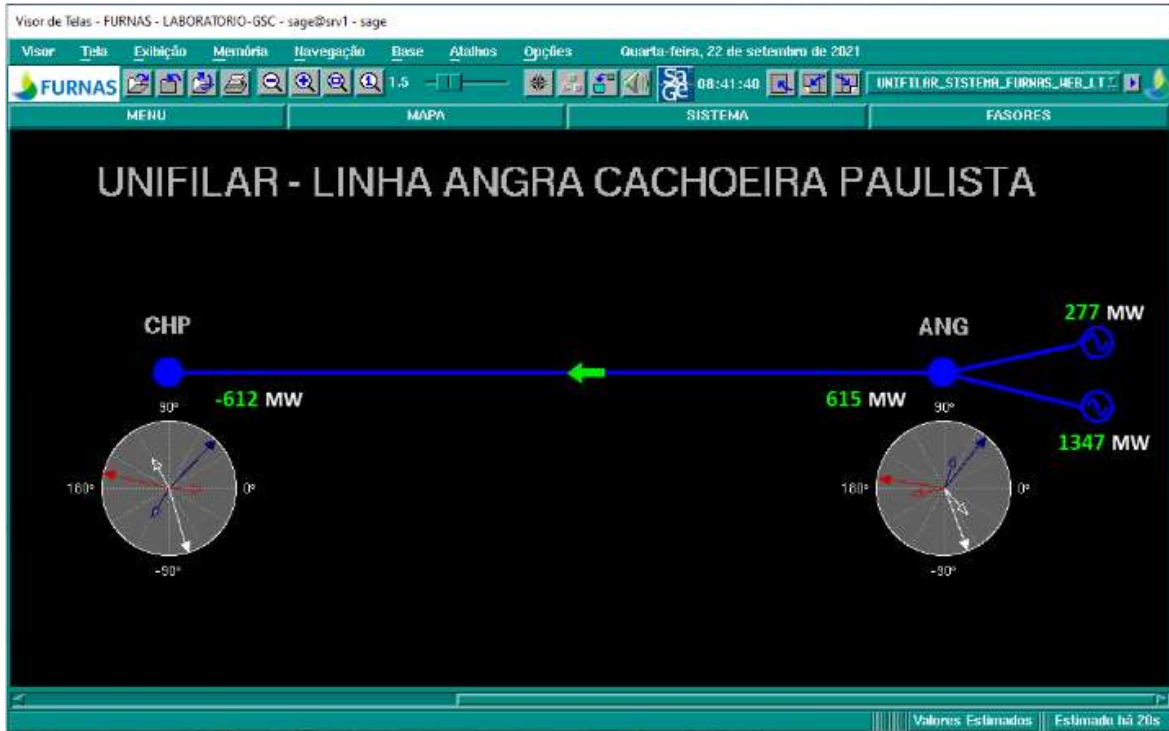 Visor de Telas - FURNAS - LABORATORIO-GSC - sage@srv1 - sage
Visor Tela Exibição Memória Navegação Base Atalhos Opções Quarta-feira, 22 de setembro de 2021
FURNAS 1.5 SAGE 08:41:40 UNIFILAR_SISTEMA_FURNAS_WEB_LT
MENU MAPA SISTEMA FASORES
UNIFILAR - LINHA ANGRA CACHOEIRA PAULISTA
277 MW
CHP ANG
-612 MW 615 MW
1347 MW
90° 90°
180° 0° 180° 0°
-90° -90°
Valores Estimados Estimado há 20s